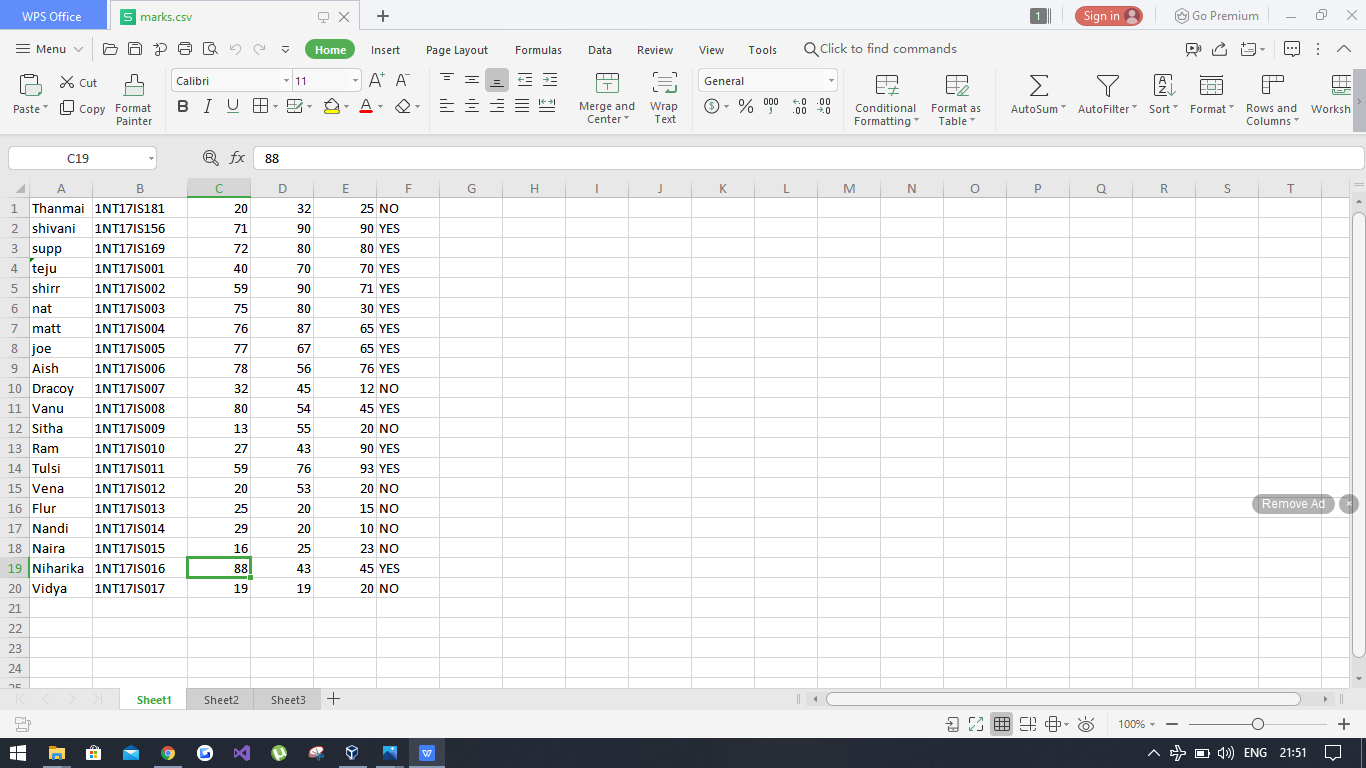 WPS Office marks.csv 1 Sign in Go Premium
Menu Home Insert Page Layout Formulas Data Review View Tools Click to find commands
Cut Calibri 11 General
Paste Copy Format Painter B I U Merge and Center Wrap Text Conditional Formatting Format as Table AutoSum AutoFilter Sort Format Rows and Columns Worksh
C19 fx 88
A B C D E F G H I J K L M N O P Q R S T
1 Thanmai 1NT17IS181 20 32 25 NO
2 shivani 1NT17IS156 71 90 90 YES
3 supp 1NT17IS169 72 80 80 YES
4 teju 1NT17IS001 40 70 70 YES
5 shirr 1NT17IS002 59 90 71 YES
6 nat 1NT17IS003 75 80 30 YES
7 matt 1NT17IS004 76 87 65 YES
8 joe 1NT17IS005 77 67 65 YES
9 Aish 1NT17IS006 78 56 76 YES
10 Dracoy 1NT17IS007 32 45 12 NO
11 Vanu 1NT17IS008 80 54 45 YES
12 Sitha 1NT17IS009 13 55 20 NO
13 Ram 1NT17IS010 27 43 90 YES
14 Tulsi 1NT17IS011 59 76 93 YES
15 Vena 1NT17IS012 20 53 20 NO
16 Flur 1NT17IS013 25 20 15 NO
Remove Ad
17 Nandi 1NT17IS014 29 20 10 NO
18 Naira 1NT17IS015 16 25 23 NO
19 Niharika 1NT17IS016 88 43 45 YES
20 Vidya 1NT17IS017 19 19 20 NO
21
22
23
24
25
Sheet1 Sheet2 Sheet3
100%
ENG 21:51